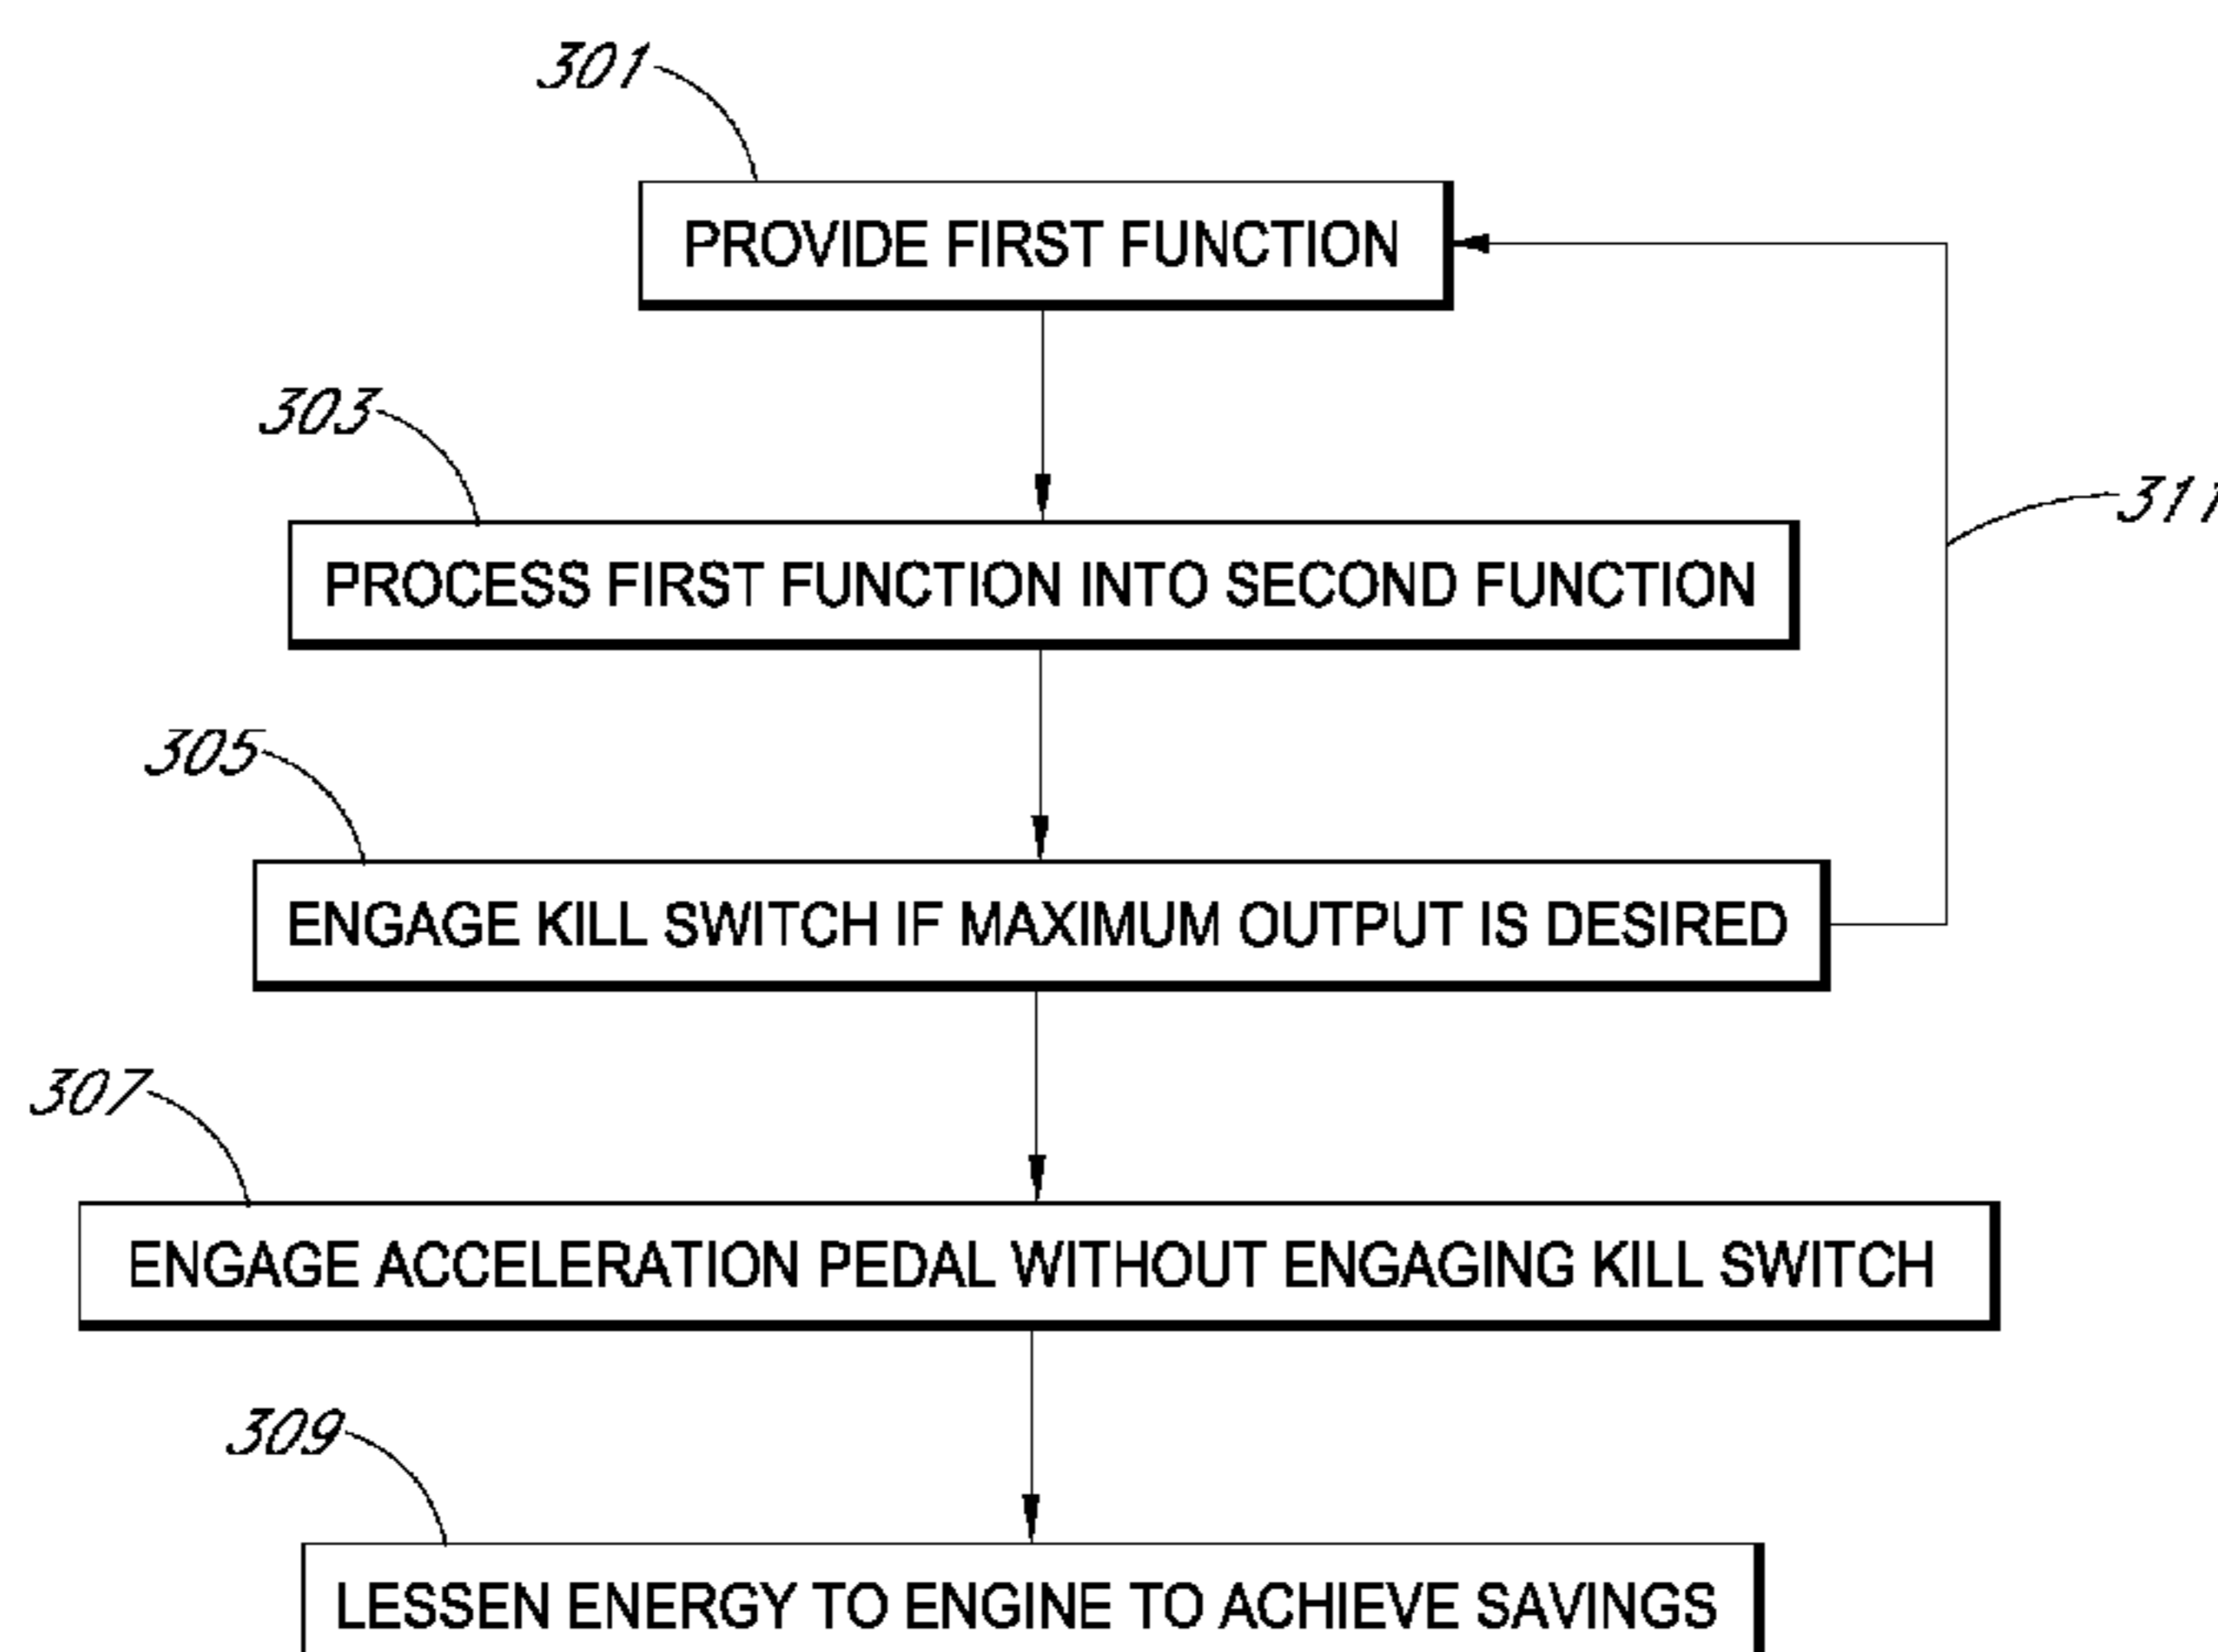 301
PROVIDE FIRST FUNCTION
303
PROCESS FIRST FUNCTION INTO SECOND FUNCTION
311
305
ENGAGE KILL SWITCH IF MAXIMUM OUTPUT IS DESIRED
307
ENGAGE ACCELERATION PEDAL WITHOUT ENGAGING KILL SWITCH
309
LESSEN ENERGY TO ENGINE TO ACHIEVE SAVINGS